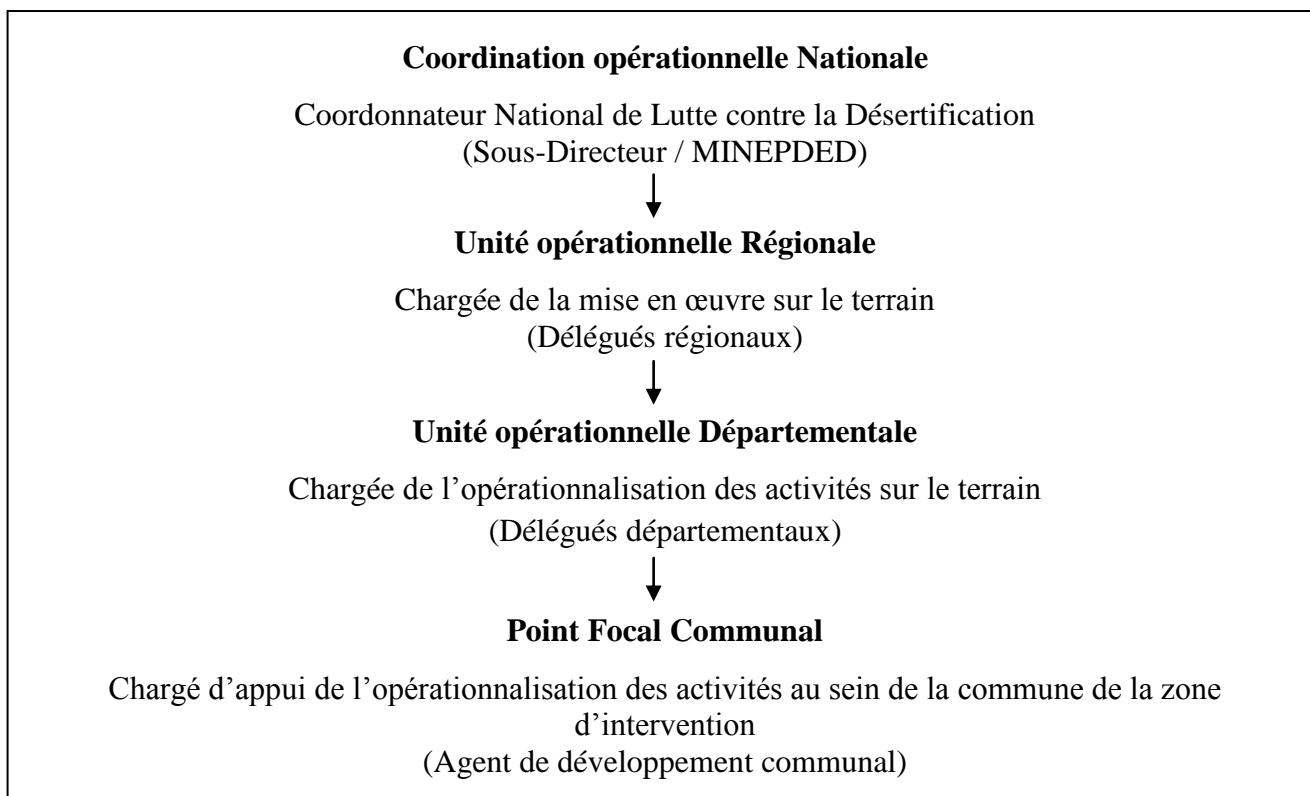 Coordination opérationnelle Nationale
Coordonnateur National de Lutte contre la Désertification
(Sous-Directeur / MINEPDED)
Unité opérationnelle Régionale
Chargée de la mise en œuvre sur le terrain
(Délégués régionaux)
Unité opérationnelle Départementale
Chargée de l’opérationnalisation des activités sur le terrain
(Délégués départementaux)
Point Focal Communal
Chargé d’appui de l’opérationnalisation des activités au sein de la commune de la zone
d’intervention
(Agent de développement communal)